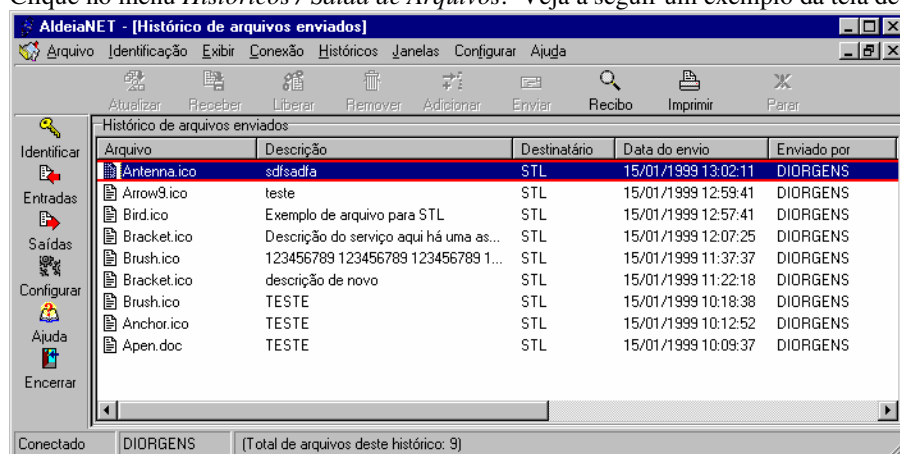 Clique no menu Históricos / Saída de Arquivos. Veja a seguir um exemplo da tela de
AldeiaNET - [Histórico de arquivos enviados]
Arquivo Identificação Exibir Conexão Históricos Janelas Configurar Ajuda
Atualizar Receber Liberar Remover Adicionar Enviar Recibo Imprimir Parar
Identificar
Entradas
Saídas
Configurar
Ajuda
Encerrar
Histórico de arquivos enviados
Arquivo Descrição Destinatário Data do envio Enviado por
Antenna.ico sdfsadfa STL 15/01/1999 13:02:11 DIORGENS
Arrow9.ico teste STL 15/01/1999 12:59:41 DIORGENS
Bird.ico Exemplo de arquivo para STL STL 15/01/1999 12:57:41 DIORGENS
Bracket.ico Descrição do serviço aqui há uma as... STL 15/01/1999 12:07:25 DIORGENS
Brush.ico 123456789 123456789 123456789 1... STL 15/01/1999 11:37:37 DIORGENS
Bracket.ico descrição de novo STL 15/01/1999 11:22:18 DIORGENS
Brush.ico TESTE STL 15/01/1999 10:18:38 DIORGENS
Anchor.ico TESTE STL 15/01/1999 10:12:52 DIORGENS
Apen.doc TESTE STL 15/01/1999 10:09:37 DIORGENS
Conectado DIORGENS (Total de arquivos deste histórico: 9)